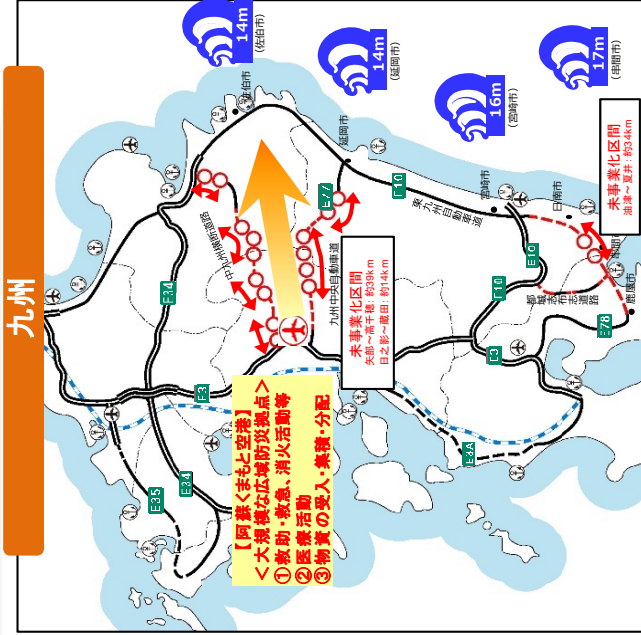 九州
14m
(佐伯市)
14m
(延岡市)
16m
(宮崎市)
17m
(串間市)
佐伯市
延岡市
宮崎市
日南市
串間市
鹿屋市
中九州横断道路
九州中央自動車道
東九州自動車道
都城志布志道路
E34
E3
E35
E34
E77
E10
E10
E10
E3
E3A
E78
未事業化区間
矢部～高千穂:約39km
日之影～蔵田:約14km
未事業化区間
油津～夏井:約34km
【阿蘇くまもと空港】
＜大規模な広域防災拠点＞
①救助・救急、消火活動等
②医療活動
③物資の受入・集積・分配